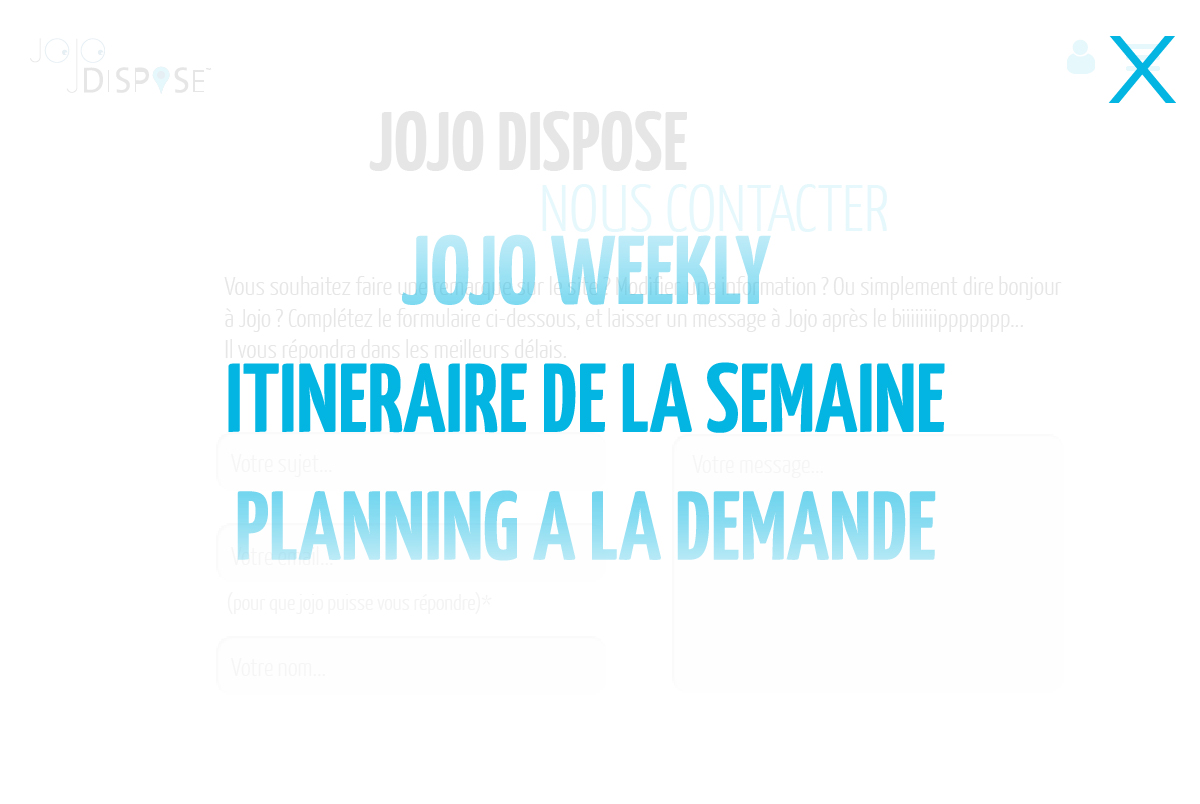 JOJO
DISPOSE
X
JOJO DISPOSE
NOUS CONTACTER
JOJO WEEKLY
Vous souhaitez faire une remarque sur le site ? Modifier une information ? Ou simplement dire bonjour
à Jojo ? Complétez le formulaire ci-dessous, et laisser un message à Jojo après le biiiiiiiippppppp...
Il vous répondra dans les meilleurs délais.
ITINERAIRE DE LA SEMAINE
Votre sujet...
Votre message...
PLANNING A LA DEMANDE
Votre email...
(pour que jojo puisse vous répondre)*
Votre nom...